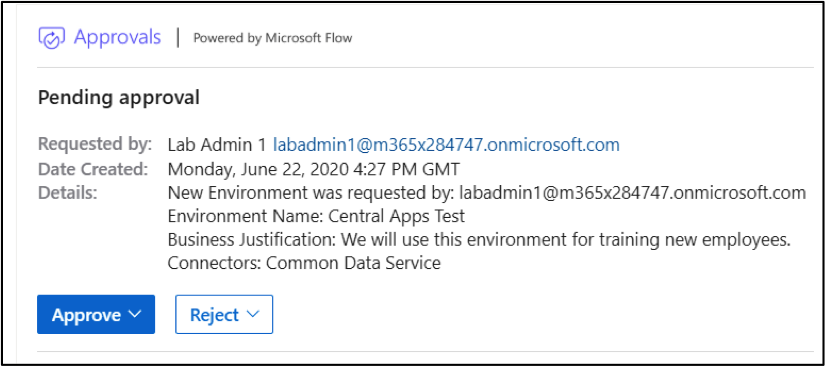 Approvals | Powered by Microsoft Flow
Pending approval
Requested by: Lab Admin 1 labadmin1@m365x284747.onmicrosoft.com
Date Created: Monday, June 22, 2020 4:27 PM GMT
Details: New Environment was requested by: labadmin1@m365x284747.onmicrosoft.com
Environment Name: Central Apps Test
Business Justification: We will use this environment for training new employees.
Connectors: Common Data Service
Approve Reject